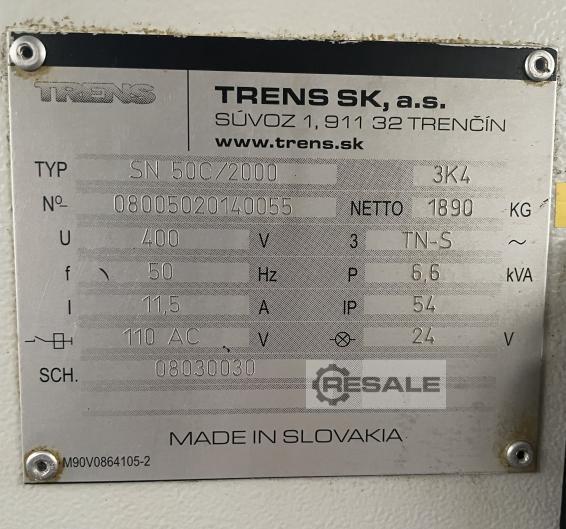 TRENS
TRENS SK, a.s.
SÚVOZ 1, 911 32 TRENČÍN
www.trens.sk
TYP SN 50C/2000 3K4
Nº 08005020140055 NETTO 1890 KG
U 400 V 3 TN-S ~
f 50 Hz P 6,6 kVA
I 11,5 A IP 54
110 AC V 24 V
SCH. 08030030
RESALE
MADE IN SLOVAKIA
M90V0864105-2